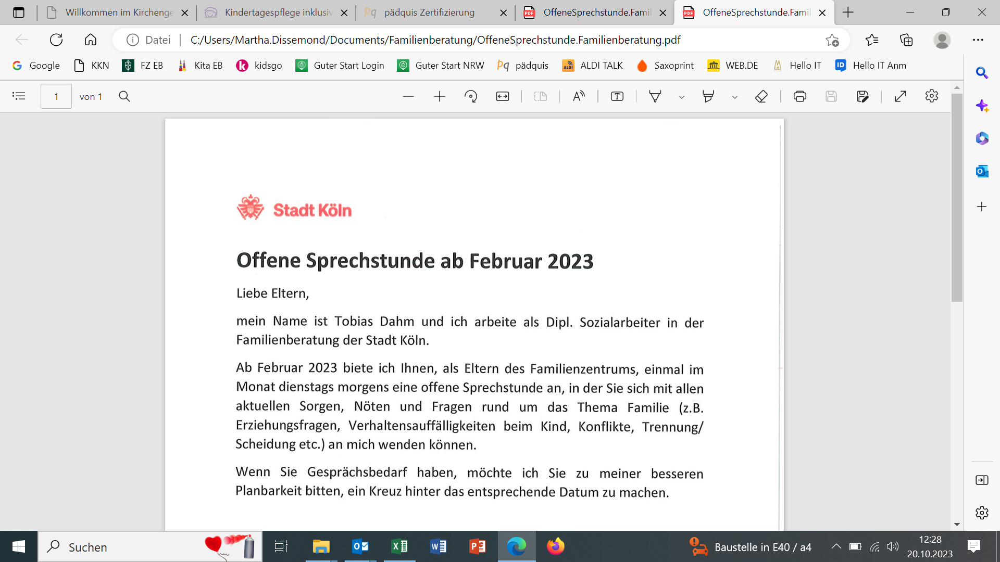 Willkommen im Kirchenge
Kindertagespflege inklusiv
pädquis Zertifizierung
OffeneSprechstunde.Famil
OffeneSprechstunde.Famil
Datei
C:/Users/Martha.Dissemond/Documents/Familienberatung/OffeneSprechstunde.Familienberatung.pdf
Google KKN FZ EB Kita EB kidsgo Guter Start Login Guter Start NRW pädquis ALDI TALK Saxoprint WEB.DE Hello IT Hello IT Anm
1 von 1
Stadt Köln
Offene Sprechstunde ab Februar 2023
Liebe Eltern,
mein Name ist Tobias Dahm und ich arbeite als Dipl. Sozialarbeiter in der
Familienberatung der Stadt Köln.
Ab Februar 2023 biete ich Ihnen, als Eltern des Familienzentrums, einmal im
Monat dienstags morgens eine offene Sprechstunde an, in der Sie sich mit allen
aktuellen Sorgen, Nöten und Fragen rund um das Thema Familie (z.B.
Erziehungsfragen, Verhaltensauffälligkeiten beim Kind, Konflikte, Trennung/
Scheidung etc.) an mich wenden können.
Wenn Sie Gesprächsbedarf haben, möchte ich Sie zu meiner besseren
Planbarkeit bitten, ein Kreuz hinter das entsprechende Datum zu machen.
Suchen
Baustelle in E40 / a4
12:28
20.10.2023